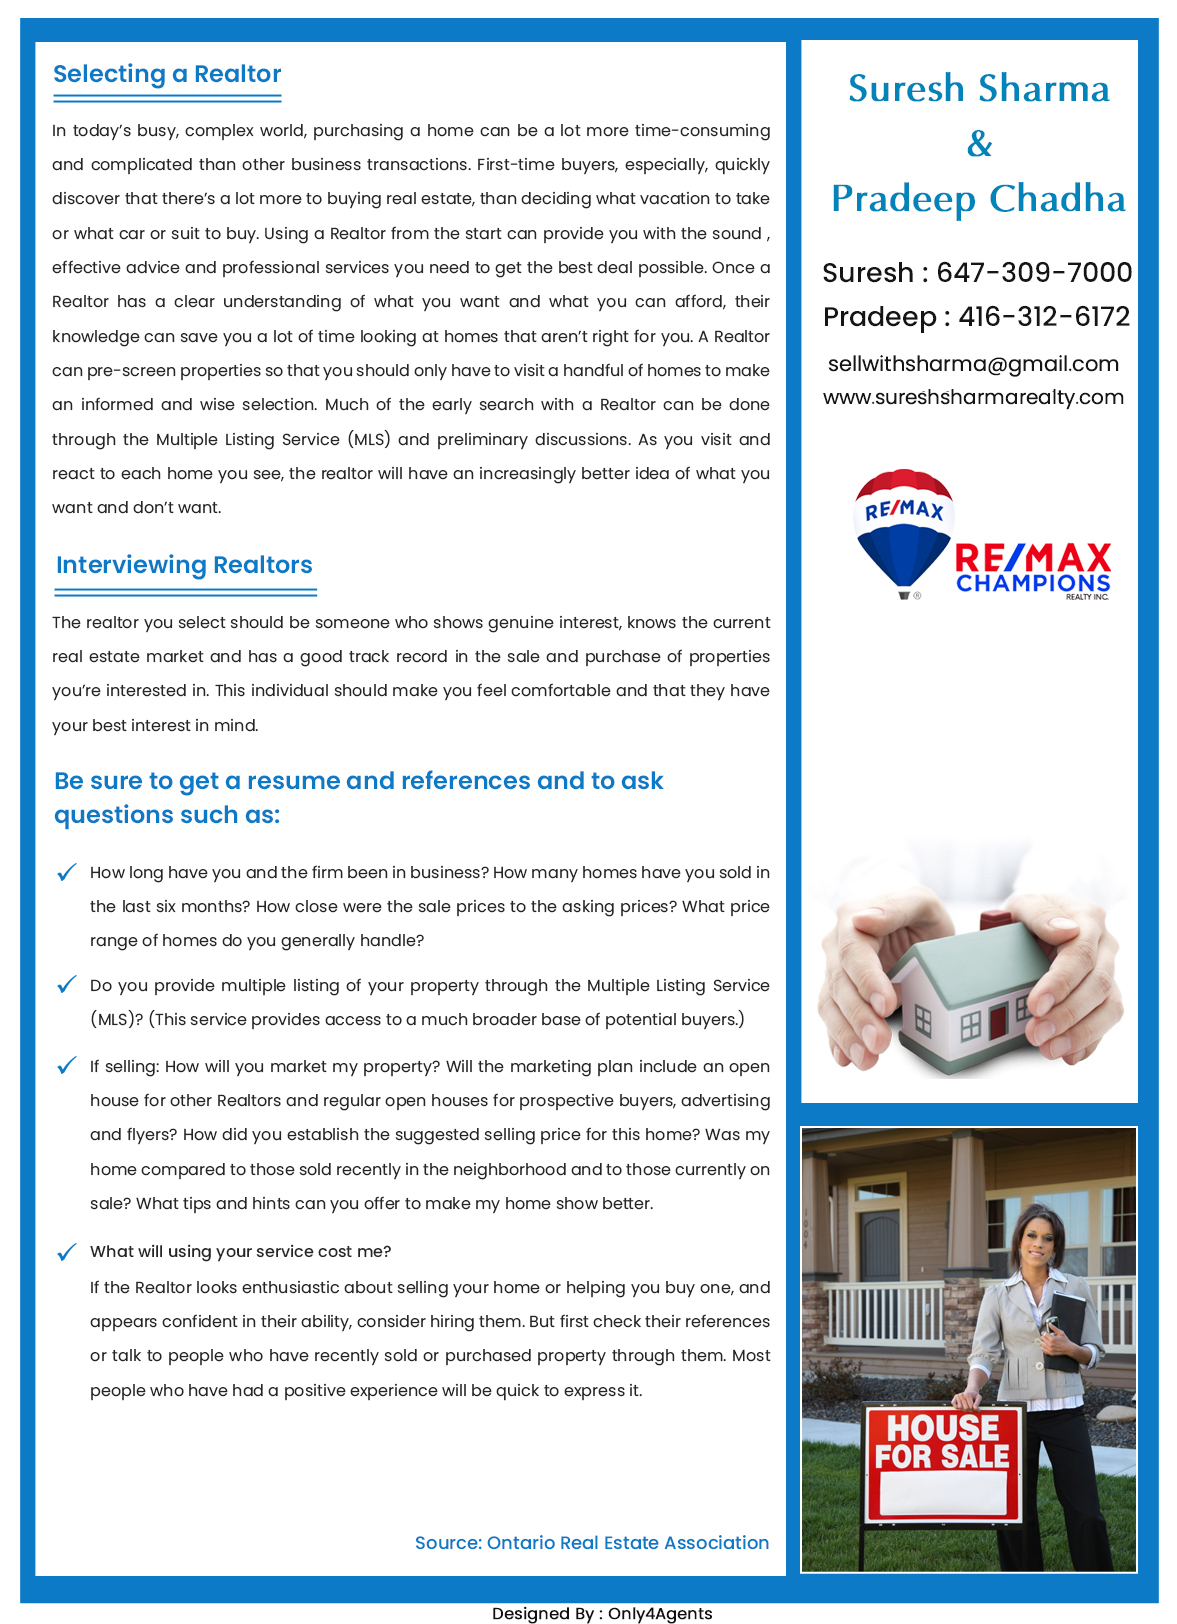 Selecting a Realtor
In today's busy, complex world, purchasing a home can be a lot more time-consuming
and complicated than other business transactions. First-time buyers, especially, quickly
discover that there's a lot more to buying real estate, than deciding what vacation to take
or what car or suit to buy. Using a Realtor from the start can provide you with the sound ,
effective advice and professional services you need to get the best deal possible. Once a
Realtor has a clear understanding of what you want and what you can afford, their
knowledge can save you a lot of time looking at homes that aren't right for you. A Realtor
can pre-screen properties so that you should only have to visit a handful of homes to make
an informed and wise selection. Much of the early search with a Realtor can be done
through the Multiple Listing Service (MLS) and preliminary discussions. As you visit and
react to each home you see, the realtor will have an increasingly better idea of what you
want and don't want.
Interviewing Realtors
The realtor you select should be someone who shows genuine interest, knows the current
real estate market and has a good track record in the sale and purchase of properties
you're interested in. This individual should make you feel comfortable and that they have
your best interest in mind.
Be sure to get a resume and references and to ask
questions such as:
How long have you and the firm been in business? How many homes have you sold in
the last six months? How close were the sale prices to the asking prices? What price
range of homes do you generally handle?
Do you provide multiple listing of your property through the Multiple Listing Service
(MLS)? (This service provides access to a much broader base of potential buyers.)
If selling: How will you market my property? Will the marketing plan include an open
house for other Realtors and regular open houses for prospective buyers, advertising
and flyers? How did you establish the suggested selling price for this home? Was my
home compared to those sold recently in the neighborhood and to those currently on
sale? What tips and hints can you offer to make my home show better.
What will using your service cost me?
If the Realtor looks enthusiastic about selling your home or helping you buy one, and
appears confident in their ability, consider hiring them. But first check their references
or talk to people who have recently sold or purchased property through them. Most
people who have had a positive experience will be quick to express it.
Source: Ontario Real Estate Association
Suresh Sharma
&
Pradeep Chadha
Suresh : 647-309-7000
Pradeep : 416-312-6172
sellwithsharma@gmail.com
www.sureshsharmarealty.com
RE/MAX
®
RE/MAX
CHAMPIONS
REALTY INC.
1004
HOUSE
FOR SALE
Designed By : Only4Agents